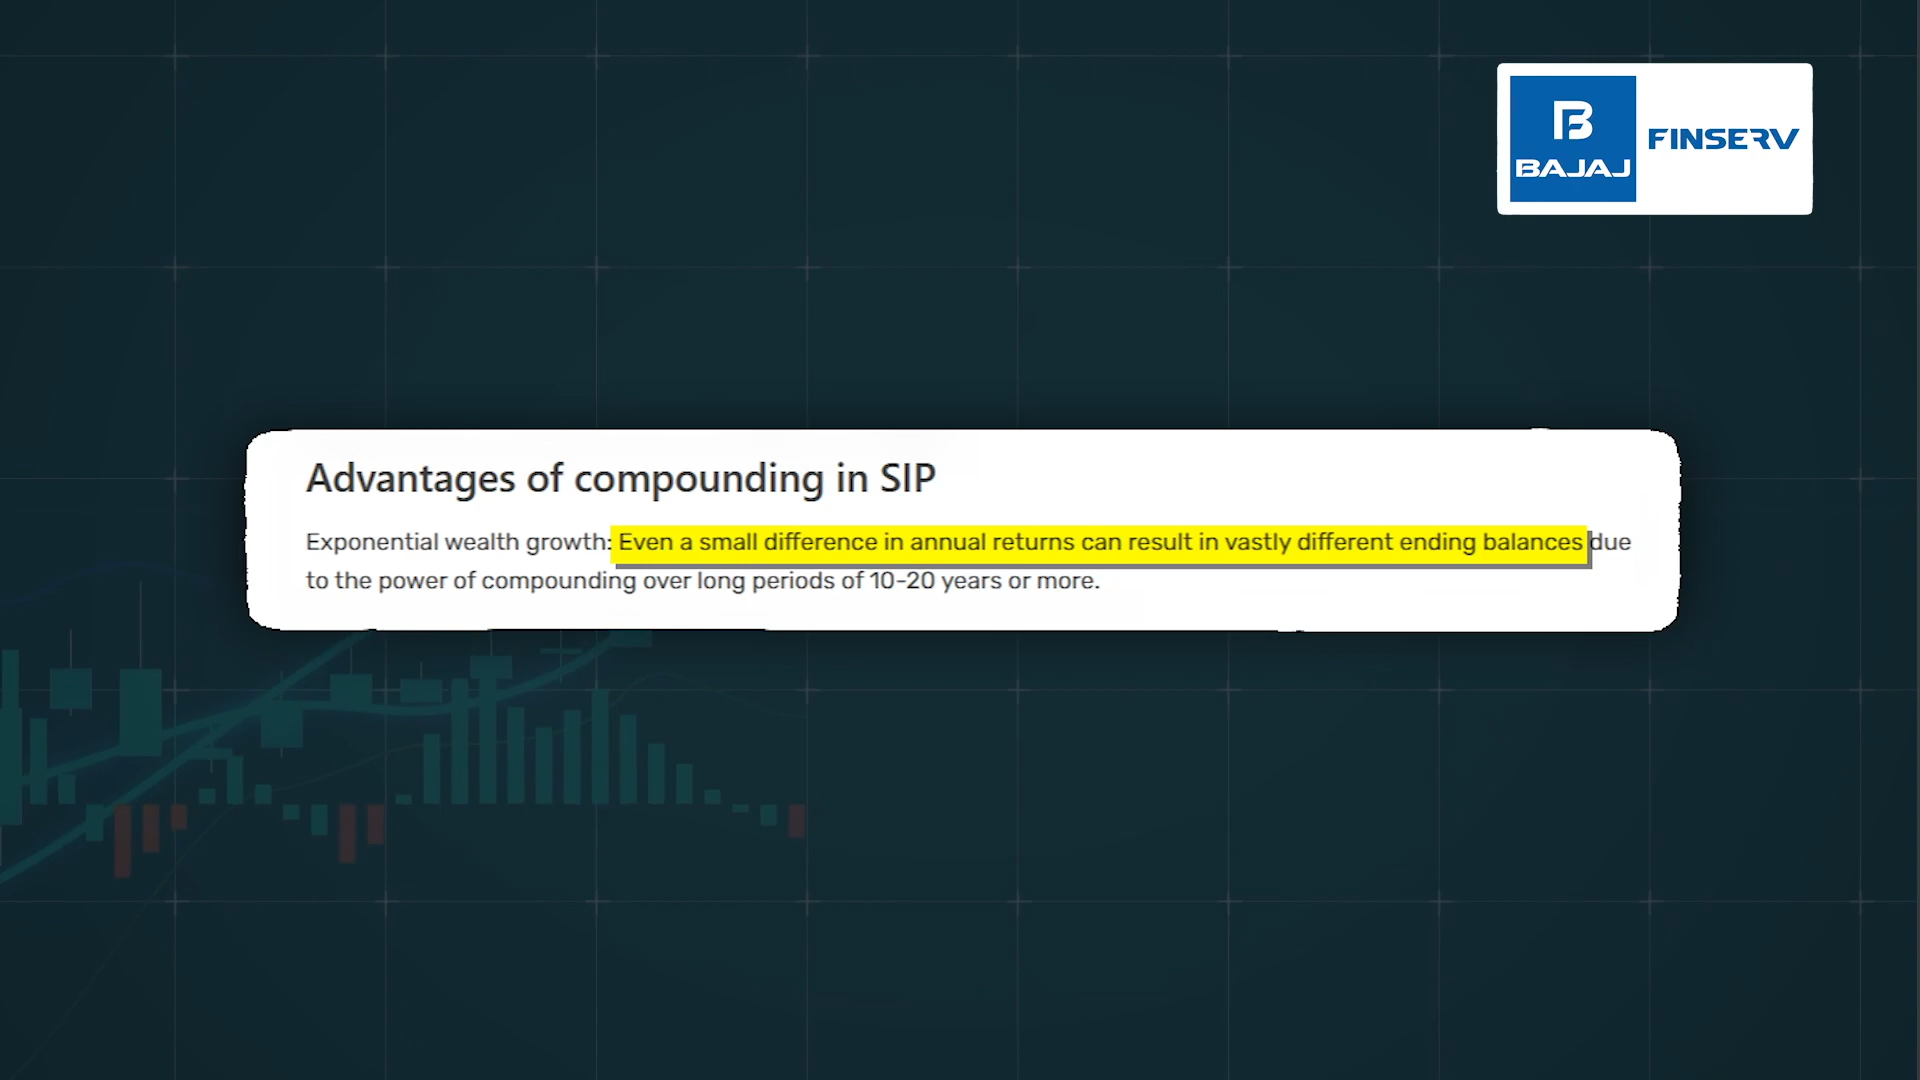 BAJAJ
FINSERV
Advantages of compounding in SIP
Exponential wealth growth: Even a small difference in annual returns can result in vastly different ending balances due
to the power of compounding over long periods of 10-20 years or more.